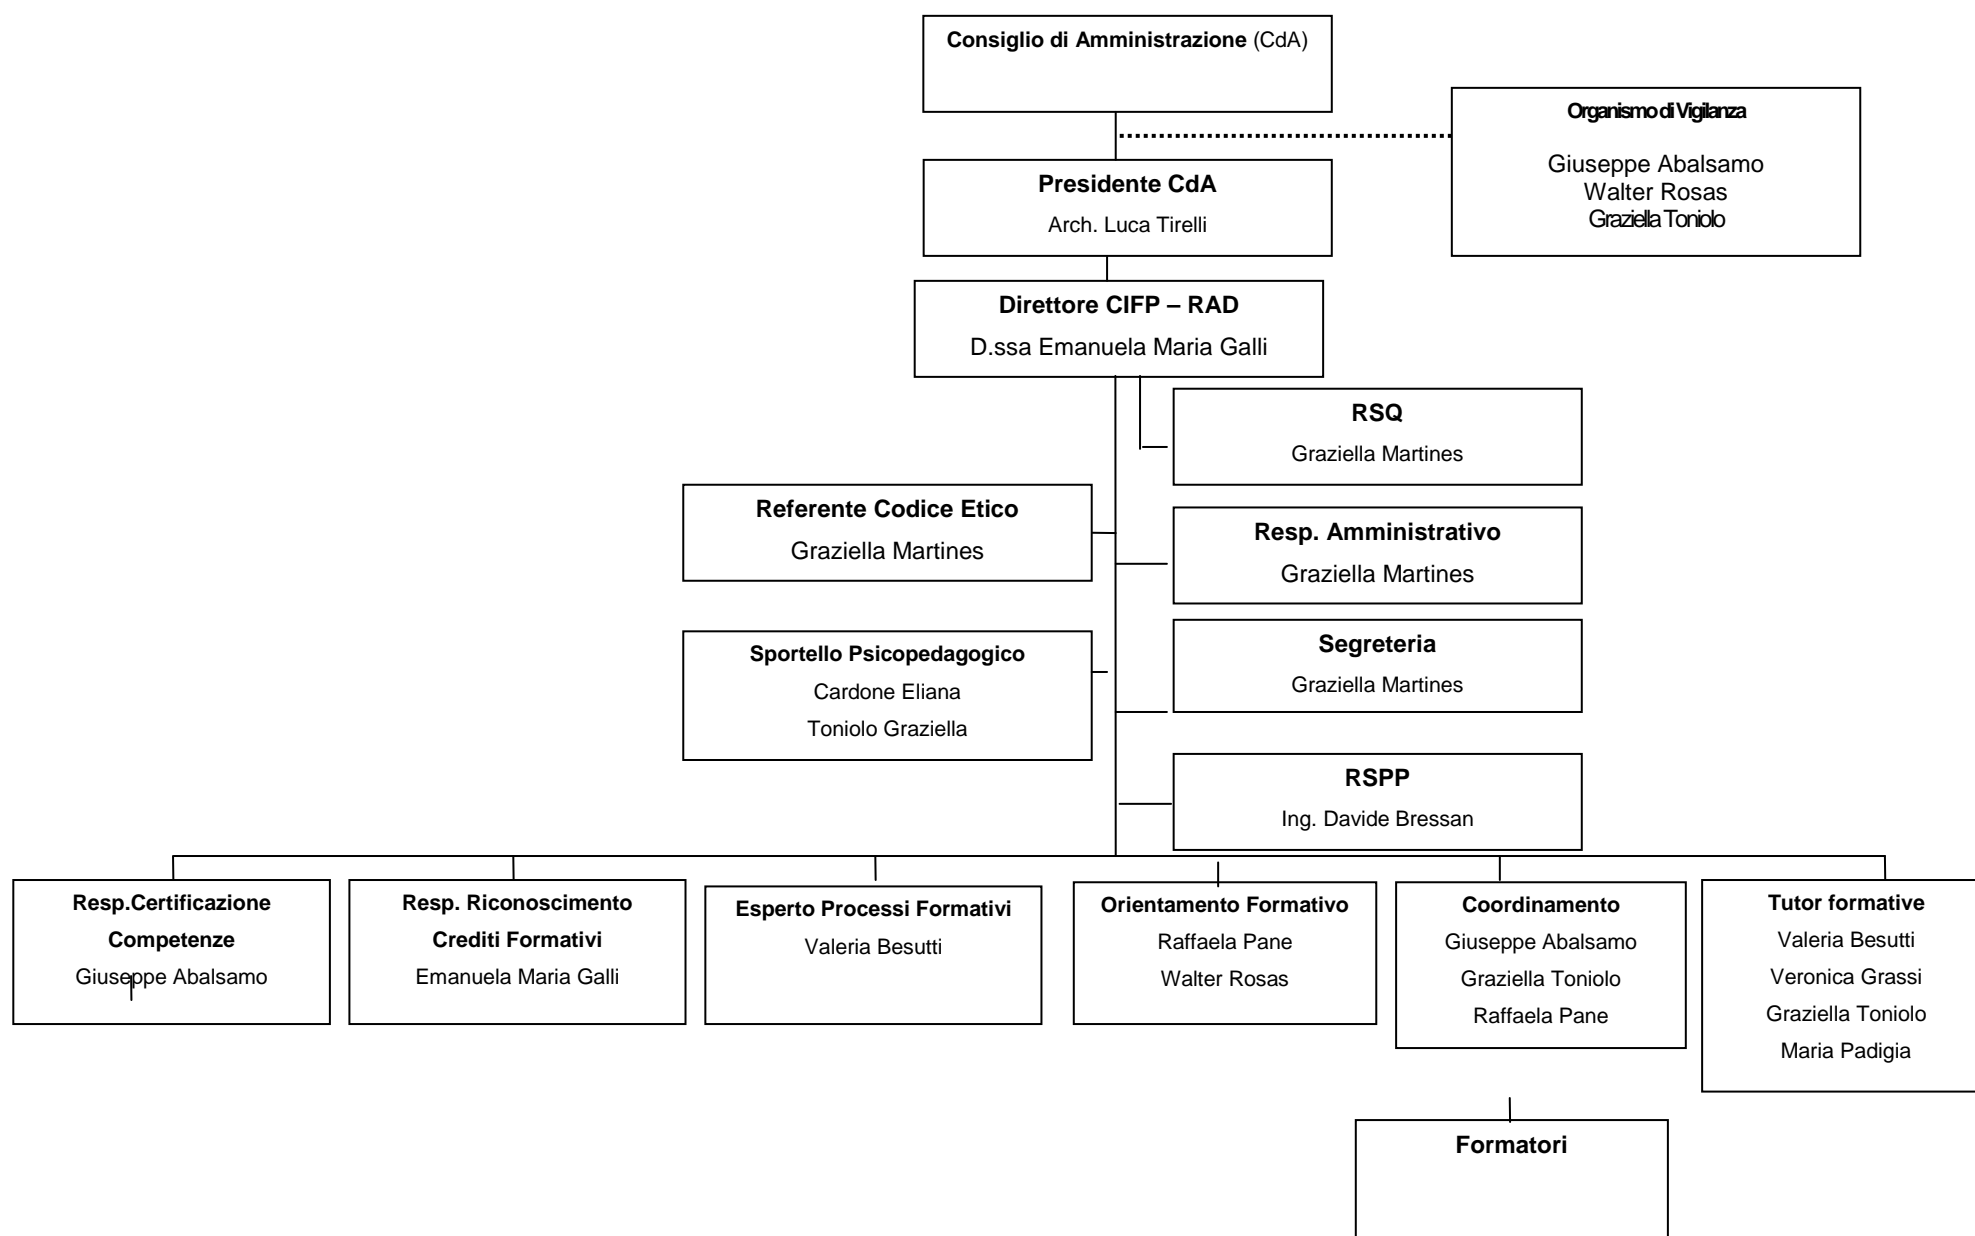 Consiglio di Amministrazione (CdA)
Organismo di Vigilanza
Giuseppe Abalsamo
Walter Rosas
Graziella Toniolo
Presidente CdA
Arch. Luca Tirelli
Direttore CIFP – RAD
D.ssa Emanuela Maria Galli
RSQ
Graziella Martines
Referente Codice Etico
Graziella Martines
Resp. Amministrativo
Graziella Martines
Sportello Psicopedagogico
Cardone Eliana
Toniolo Graziella
Segreteria
Graziella Martines
RSPP
Ing. Davide Bressan
Resp.Certificazione
Competenze
Giuseppe Abalsamo
Resp. Riconoscimento
Crediti Formativi
Emanuela Maria Galli
Esperto Processi Formativi
Valeria Besutti
Orientamento Formativo
Raffaela Pane
Walter Rosas
Coordinamento
Giuseppe Abalsamo
Graziella Toniolo
Raffaela Pane
Tutor formative
Valeria Besutti
Veronica Grassi
Graziella Toniolo
Maria Padigia
Formatori